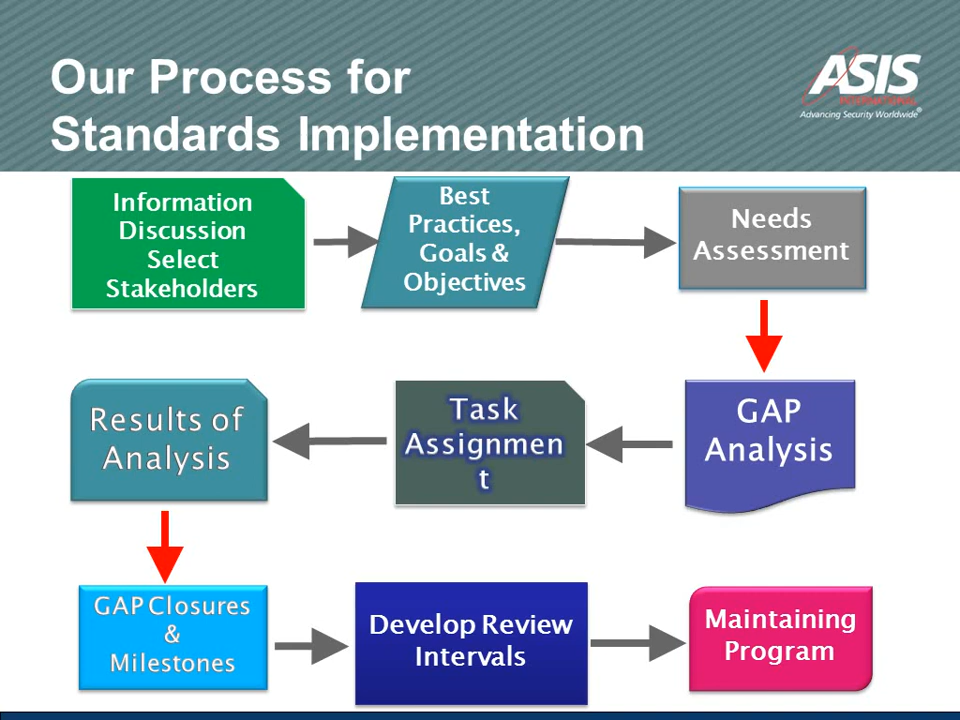 Our Process for
Standards Implementation
ASIS
INTERNATIONAL
Advancing Security Worldwide®
Information
Discussion
Select
Stakeholders
Best
Practices,
Goals &
Objectives
Needs
Assessment
GAP
Analysis
Task
Assignmen
t
Results of
Analysis
GAP Closures
&
Milestones
Develop Review
Intervals
Maintaining
Program